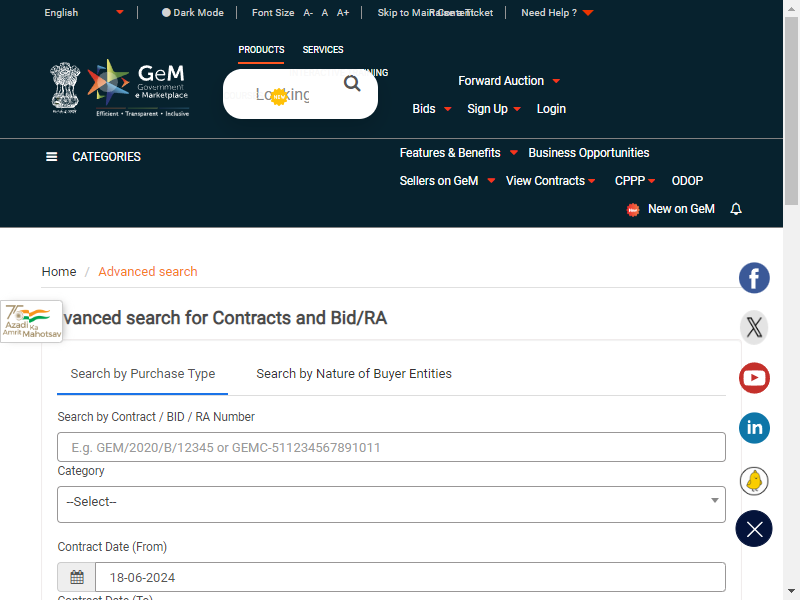 English
Dark Mode
Font Size A- A A+
Skip to Main Content
Raise a Ticket
Need Help ?
PRODUCTS SERVICES
GeM
Government
e Marketplace
Efficient • Transparent • Inclusive
Looking
Forward Auction
Bids Sign Up Login
CATEGORIES
Features & Benefits Business Opportunities
Sellers on GeM View Contracts CPPP ODOP
New on GeM
Home / Advanced search
Azadi Ka
Amrit Mahotsav
vanced search for Contracts and Bid/RA
Search by Purchase Type Search by Nature of Buyer Entities
Search by Contract / BID / RA Number
E.g. GEM/2020/B/12345 or GEMC-511234567891011
Category
--Select--
Contract Date (From)
18-06-2024
Contract Date (To)